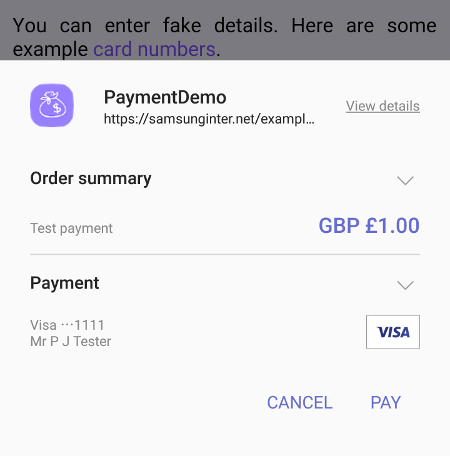 You can enter fake details. Here are some
example card numbers.
PaymentDemo
https://samsunginter.net/exampl...
View details
Order summary
Test payment
GBP £1.00
Payment
Visa ···1111
Mr P J Tester
VISA
CANCEL PAY